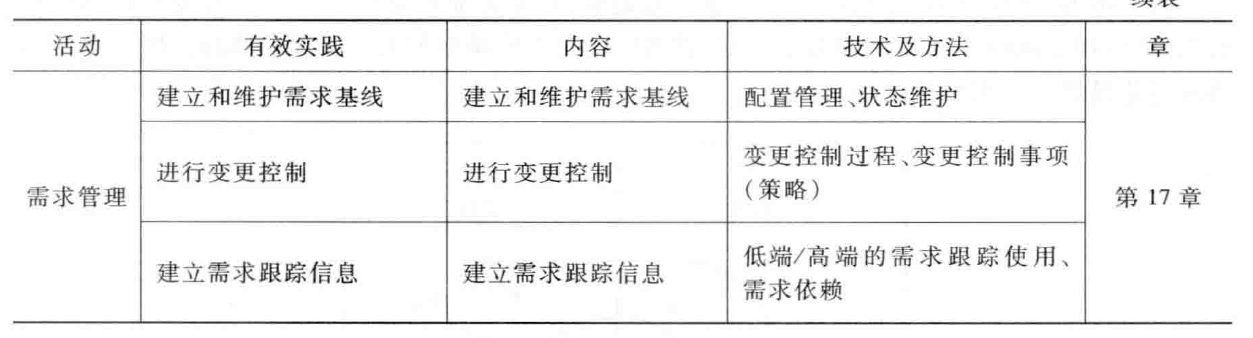 续表
活动 有效实践 内容 技术及方法 章
需求管理 建立和维护需求基线 建立和维护需求基线 配置管理、状态维护 第 17 章
进行变更控制 进行变更控制 变更控制过程、变更控制事项
(策略)
建立需求跟踪信息 建立需求跟踪信息 低端/高端的需求跟踪使用、
需求依赖